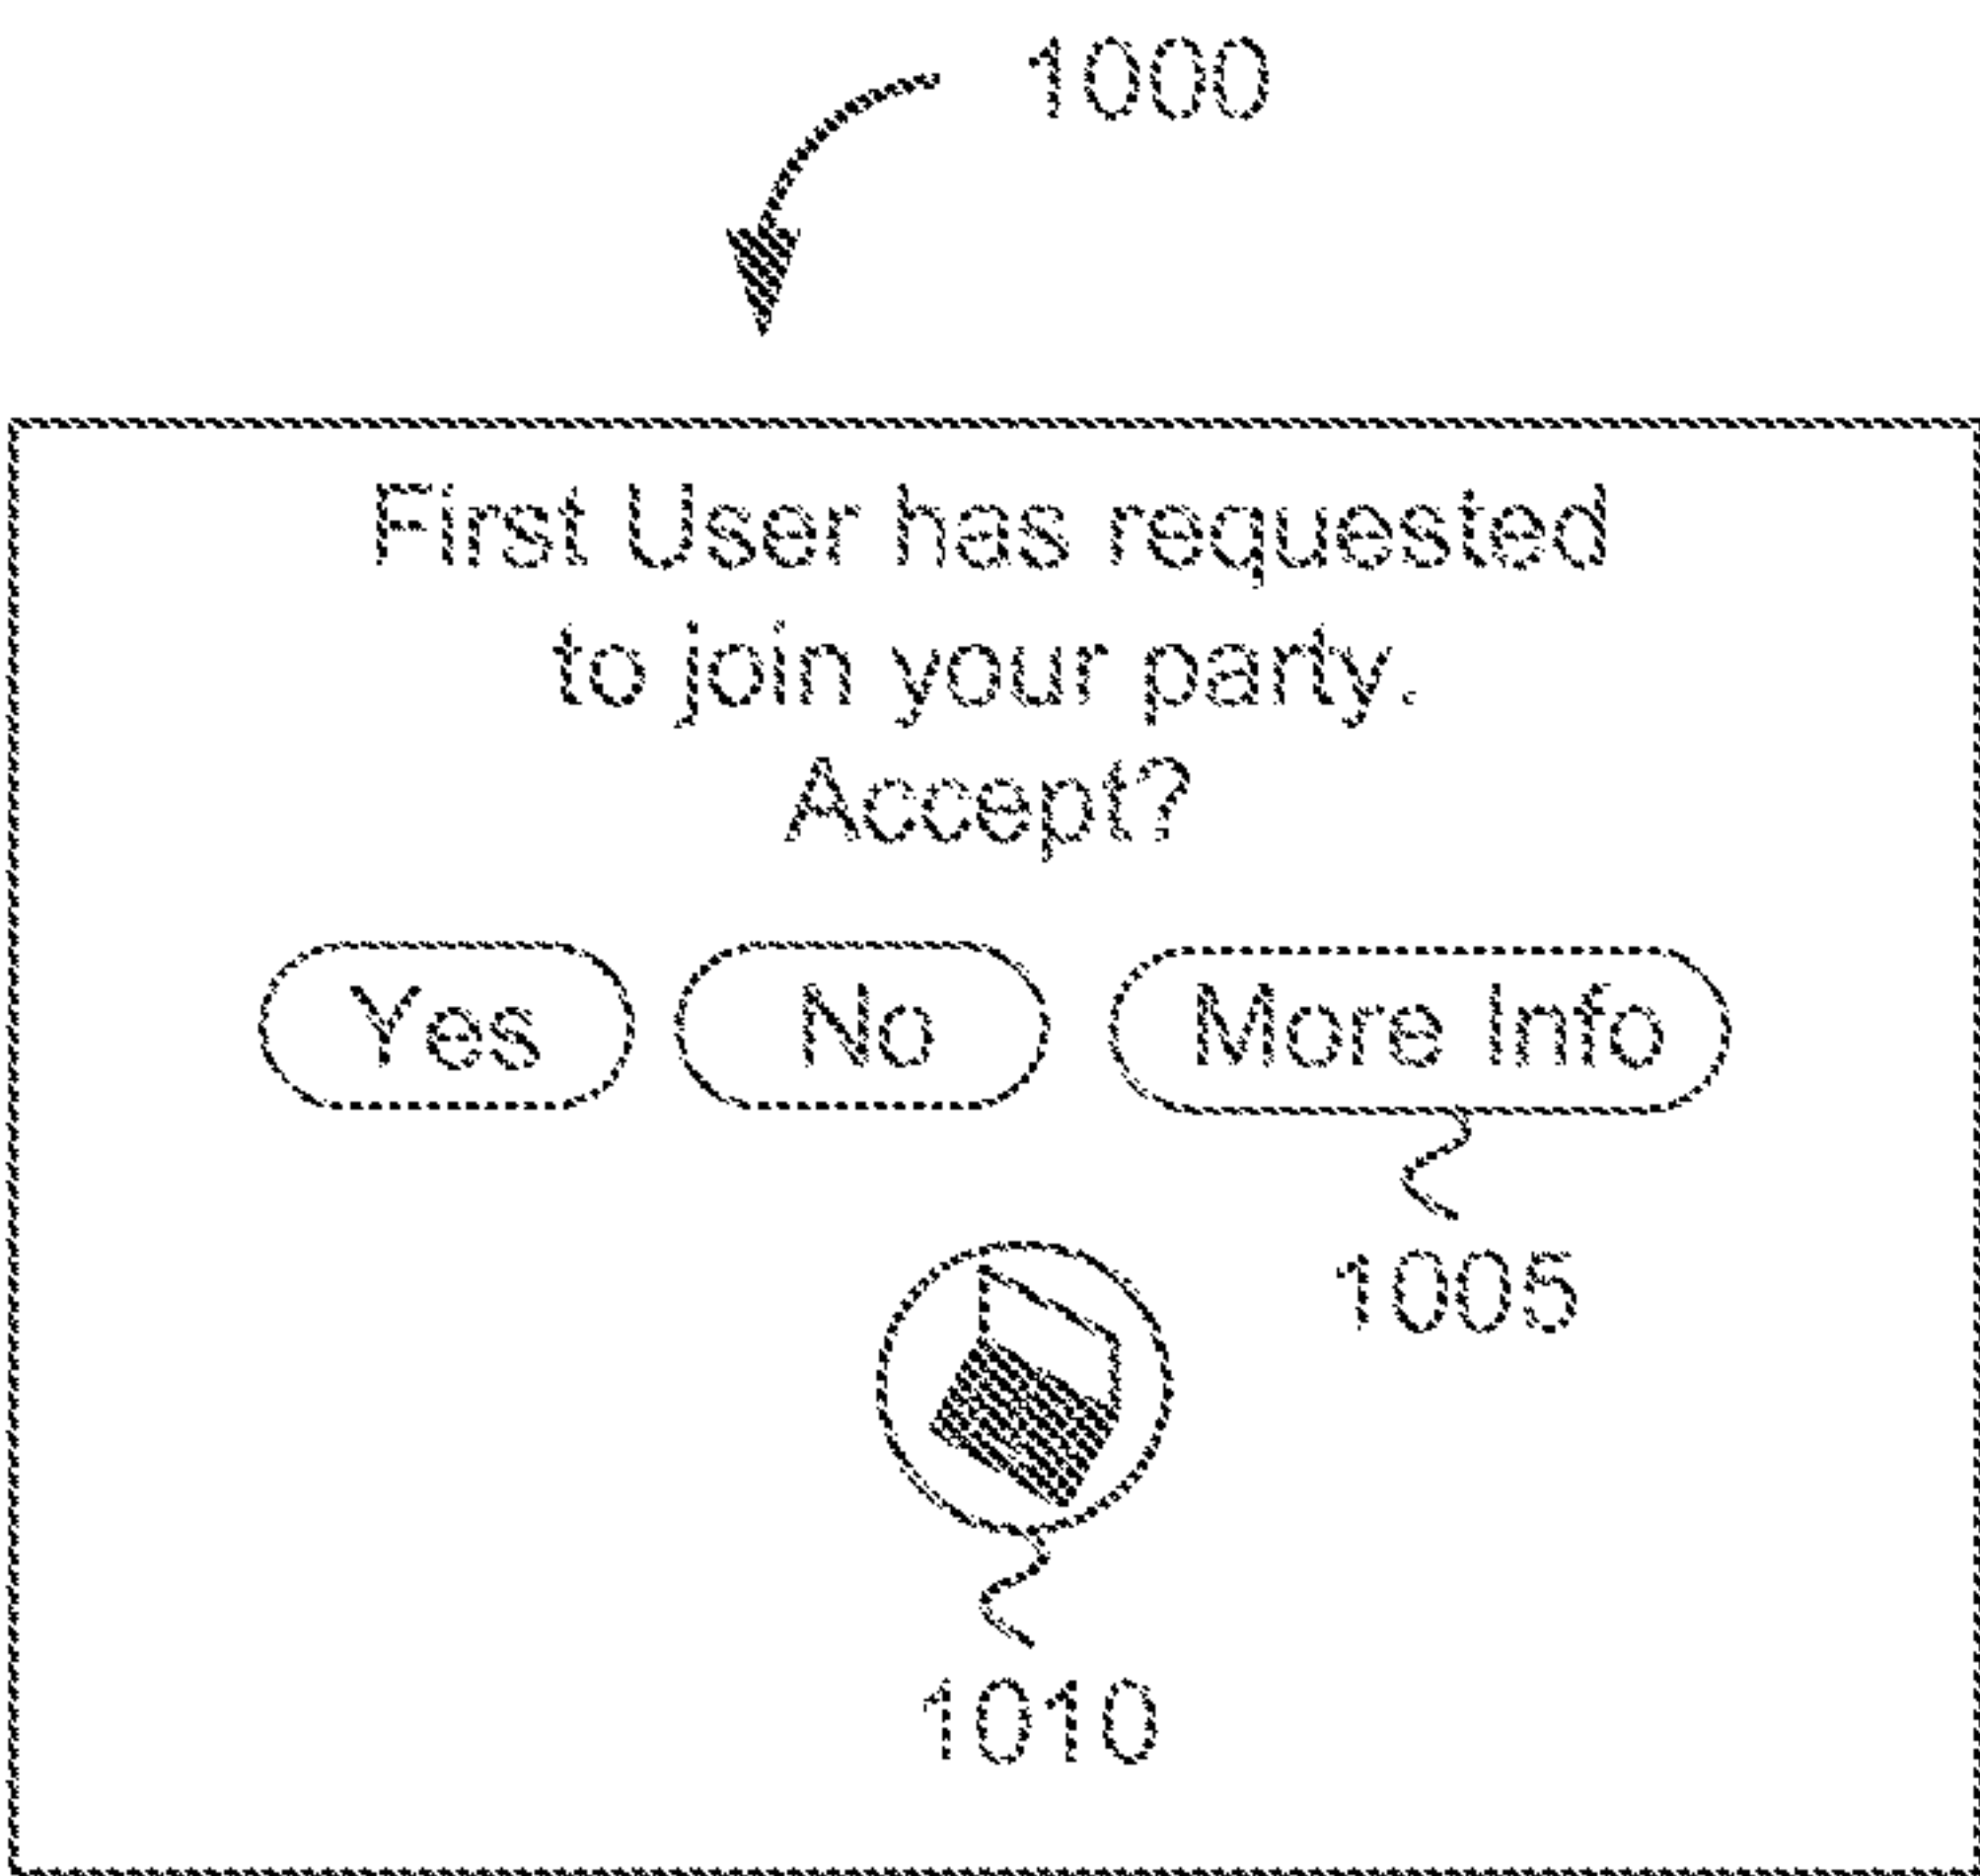 1000
First User has requested
to join your party.
Accept?
Yes No More Info
1005
1010